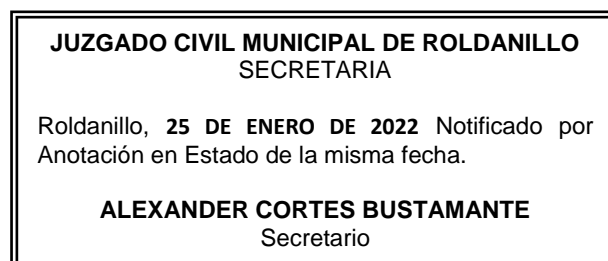 JUZGADO CIVIL MUNICIPAL DE ROLDANILLO
SECRETARIA
Roldanillo, 25 DE ENERO DE 2022 Notificado por
Anotación en Estado de la misma fecha.
ALEXANDER CORTES BUSTAMANTE
Secretario